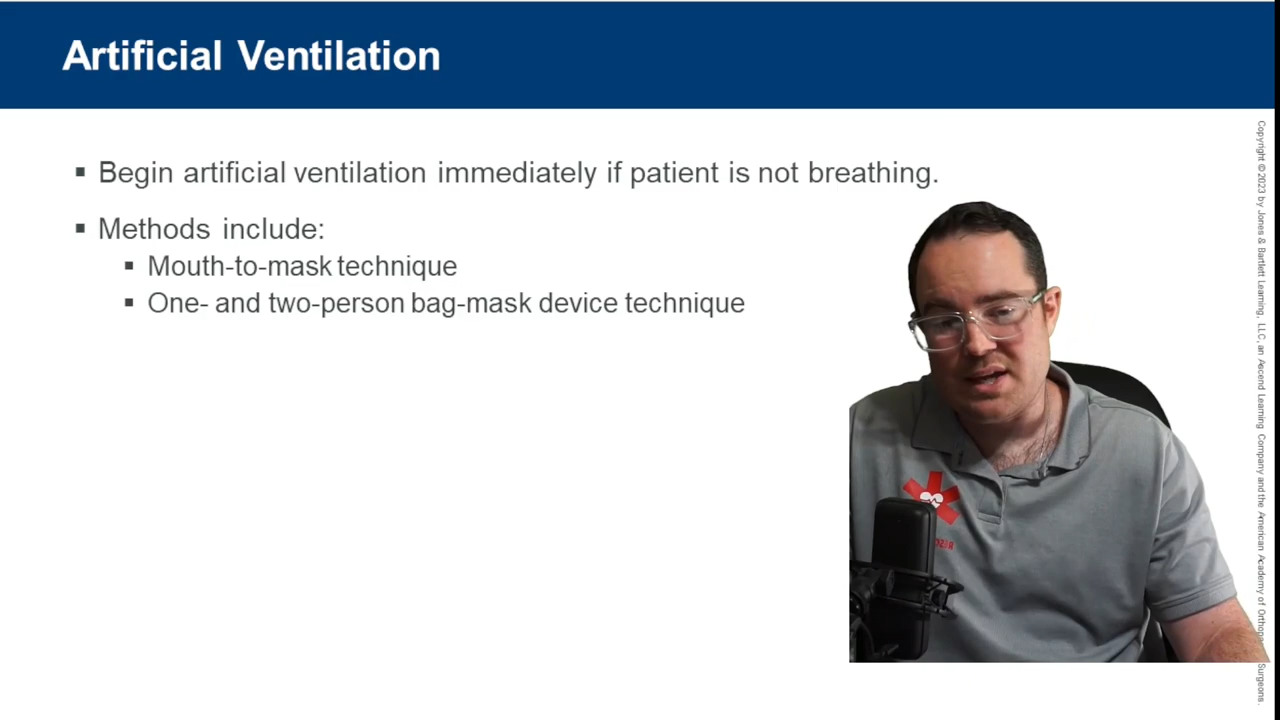 Artificial Ventilation
Begin artificial ventilation immediately if patient is not breathing.
Methods include:
Mouth-to-mask technique
One- and two-person bag-mask device technique
Copyright © 2023 by Jones & Bartlett Learning, LLC, an Ascend Learning Company and the American Academy of Surgeons.